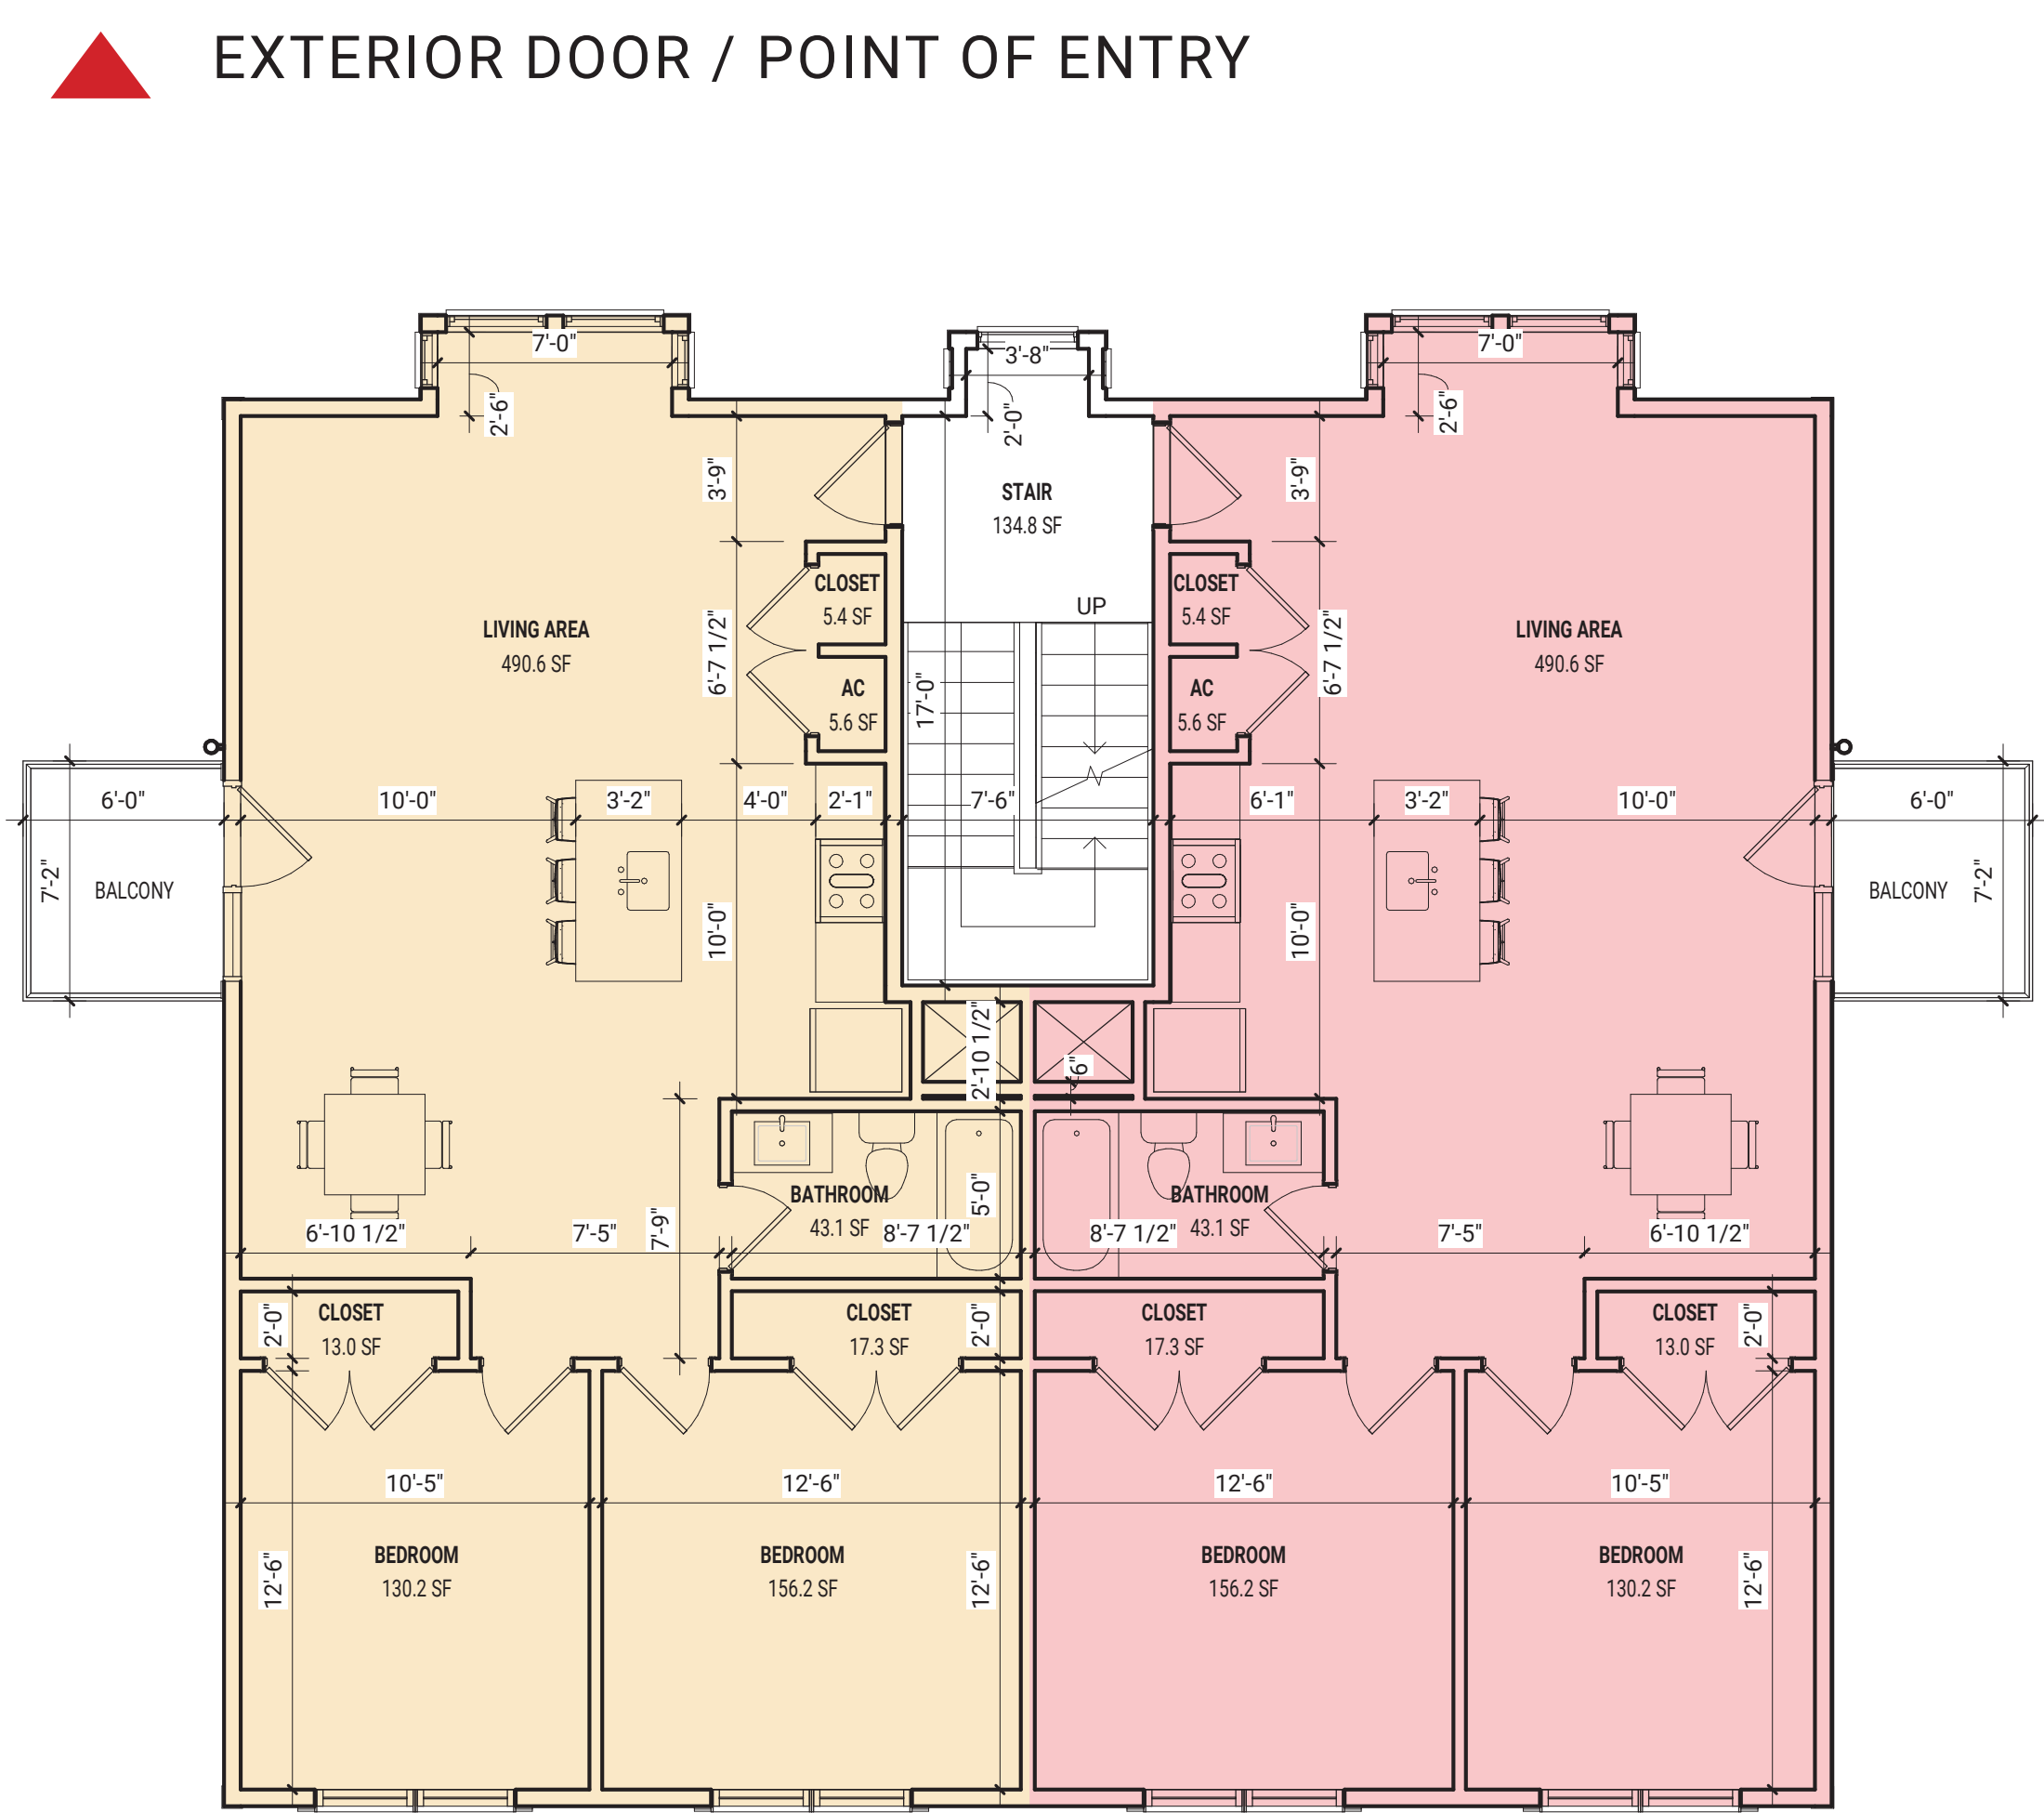 EXTERIOR DOOR / POINT OF ENTRY
7'-0"
3'-8"
7'-0"
2'-6"
2'-0"
2'-6"
3'-9"
STAIR
134.8 SF
3'-9"
CLOSET
5.4 SF
UP
CLOSET
5.4 SF
LIVING AREA
490.6 SF
6'-7 1/2"
6'-7 1/2"
LIVING AREA
490.6 SF
AC
5.6 SF
17'-0"
AC
5.6 SF
6'-0"
10'-0"
3'-2"
4'-0"
2'-1"
7'-6"
6'-1"
3'-2"
10'-0"
6'-0"
7'-2"
BALCONY
10'-0"
10'-0"
BALCONY
7'-2"
2'-10 1/2"
6"
BATHROOM
43.1 SF
5'-0"
BATHROOM
43.1 SF
6'-10 1/2"
7'-5"
7'-9"
8'-7 1/2"
8'-7 1/2"
7'-5"
6'-10 1/2"
2'-0"
CLOSET
13.0 SF
CLOSET
17.3 SF
2'-0"
CLOSET
17.3 SF
CLOSET
13.0 SF
2'-0"
10'-5"
12'-6"
12'-6"
10'-5"
12'-6"
BEDROOM
130.2 SF
BEDROOM
156.2 SF
12'-6"
BEDROOM
156.2 SF
BEDROOM
130.2 SF
12'-6"